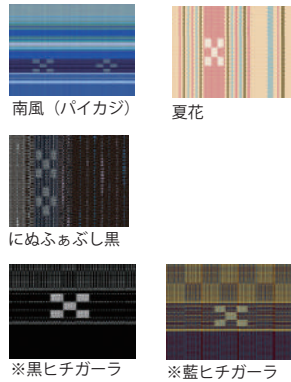 南風（パイカジ）
夏花
にぬふぁぶし黒
※黒ヒチガーラ
※藍ヒチガーラ